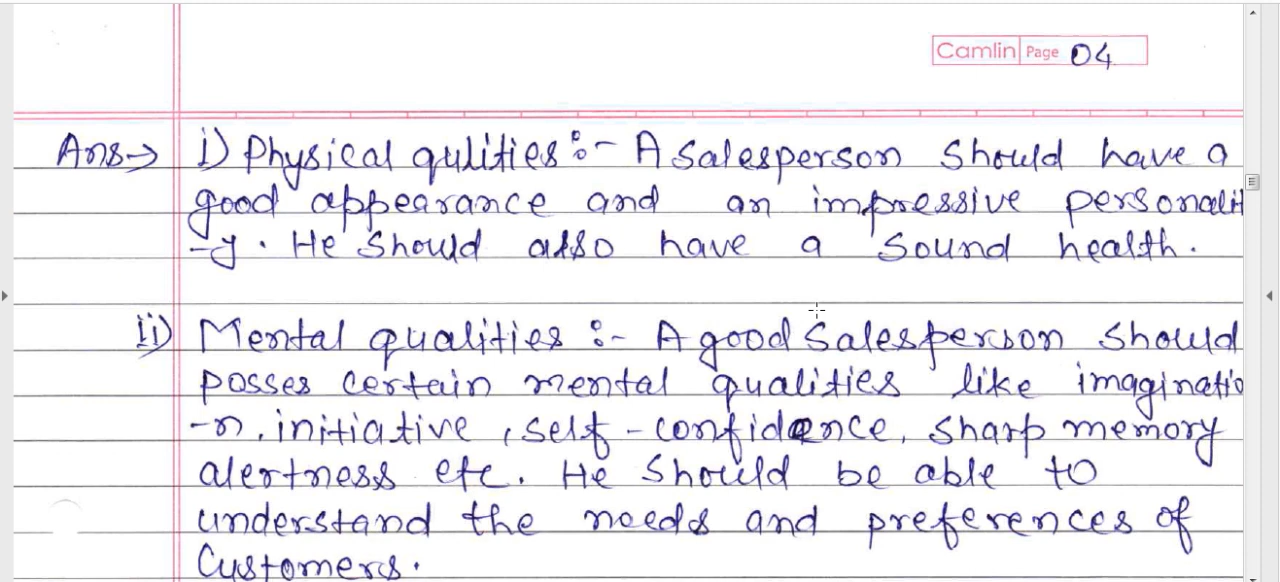 Camlin Page 04
Ans→ i) Physical qulities :- A salesperson should have a
good appearance and an impressive personalit
-y. He should also have a sound health.
ii) Mental qualities :- A good salesperson should
posses certain mental qualities like imaginatio
-n, initiative, self-confidence, sharp memory
alertness etc. He should be able to
understand the needs and preferences of
Customers.